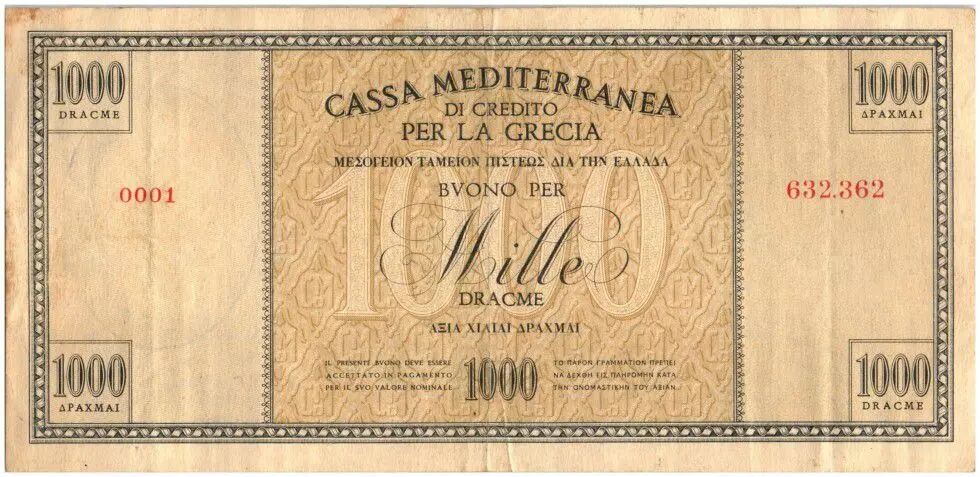 1000
DRACME
1000
ΔΡΑΧΜΑΙ
CASSA MEDITERRANEA
DI CREDITO
PER LA GRECIA
ΜΕΣΟΓΕΙΟΝ ΤΑΜΕΙΟΝ ΠΙΣΤΕΩΣ ΔΙΑ ΤΗΝ ΕΛΛΑΔΑ
0001
BVONO PER
632.362
1000
Mille
DRACME
ΑΞΙΑ ΧΙΛΙΑΙ ΔΡΑΧΜΑΙ
1000
ΔΡΑΧΜΑΙ
IL PRESENTE BVONO DEVE ESSERE
ACCETTATO IN PAGAMENTO
PER IL SVO VALORE NOMINALE
1000
ΤΟ ΠΑΡΟΝ ΓΡΑΜΜΑΤΙΟΝ ΠΡΕΠΕΙ
ΝΑ ΔΕΧΘΗ ΕΙΣ ΠΛΗΡΩΜΗΝ ΚΑΤΑ
ΤΗΝ ΟΝΟΜΑΣΤΙΚΗΝ ΤΟΥ ΑΞΙΑΝ
1000
DRACME